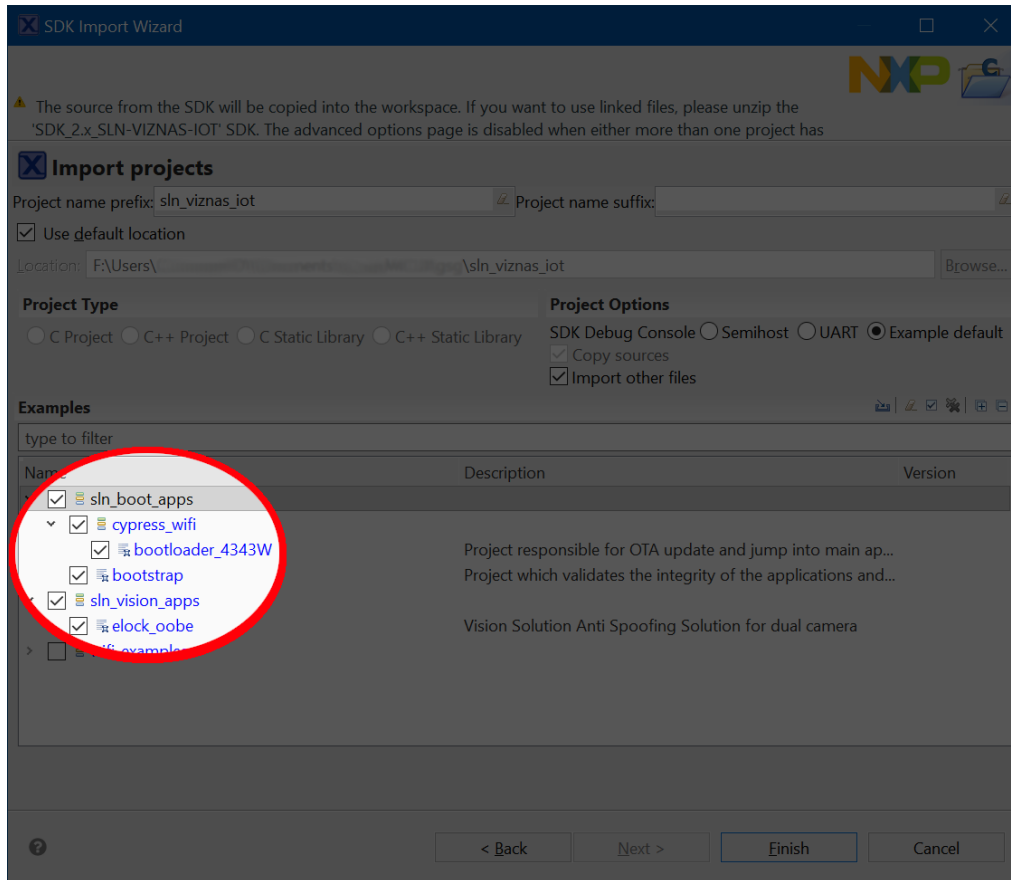 SDK Import Wizard
NXP
C
The source from the SDK will be copied into the workspace. If you want to use linked files, please unzip the
'SDK_2.x_SLN-VIZNAS-IOT' SDK. The advanced options page is disabled when either more than one project has
Import projects
Project name prefix: sln_viznas_iot Project name suffix:
Use default location
Location: F:\Users\ \sln_viznas_iot Browse...
Project Type Project Options
C Project C++ Project C Static Library C++ Static Library SDK Debug Console Semihost UART Example default
Copy sources
Import other files
Examples
type to filter
Name Description Version
sln_boot_apps
cypress_wifi
bootloader_4343W Project responsible for OTA update and jump into main ap...
bootstrap Project which validates the integrity of the applications and...
sln_vision_apps
elock_oobe Vision Solution Anti Spoofing Solution for dual camera
< Back Next > Finish Cancel